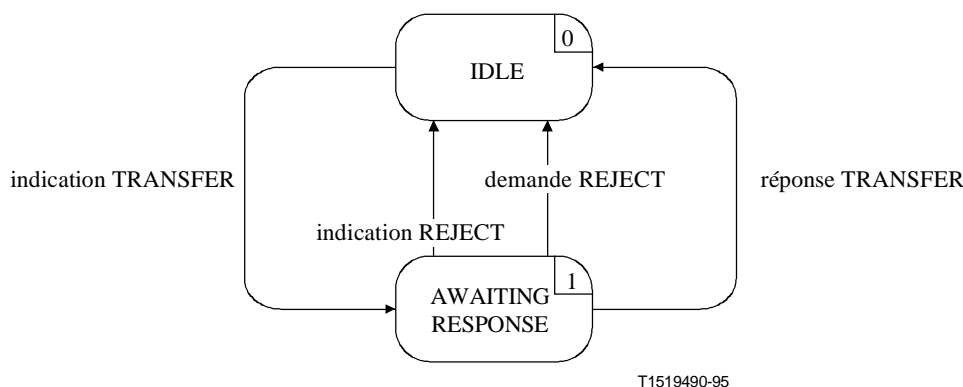 0
IDLE
indication TRANSFER
demande REJECT
réponse TRANSFER
indication REJECT
1
AWAITING
RESPONSE
T1519490-95